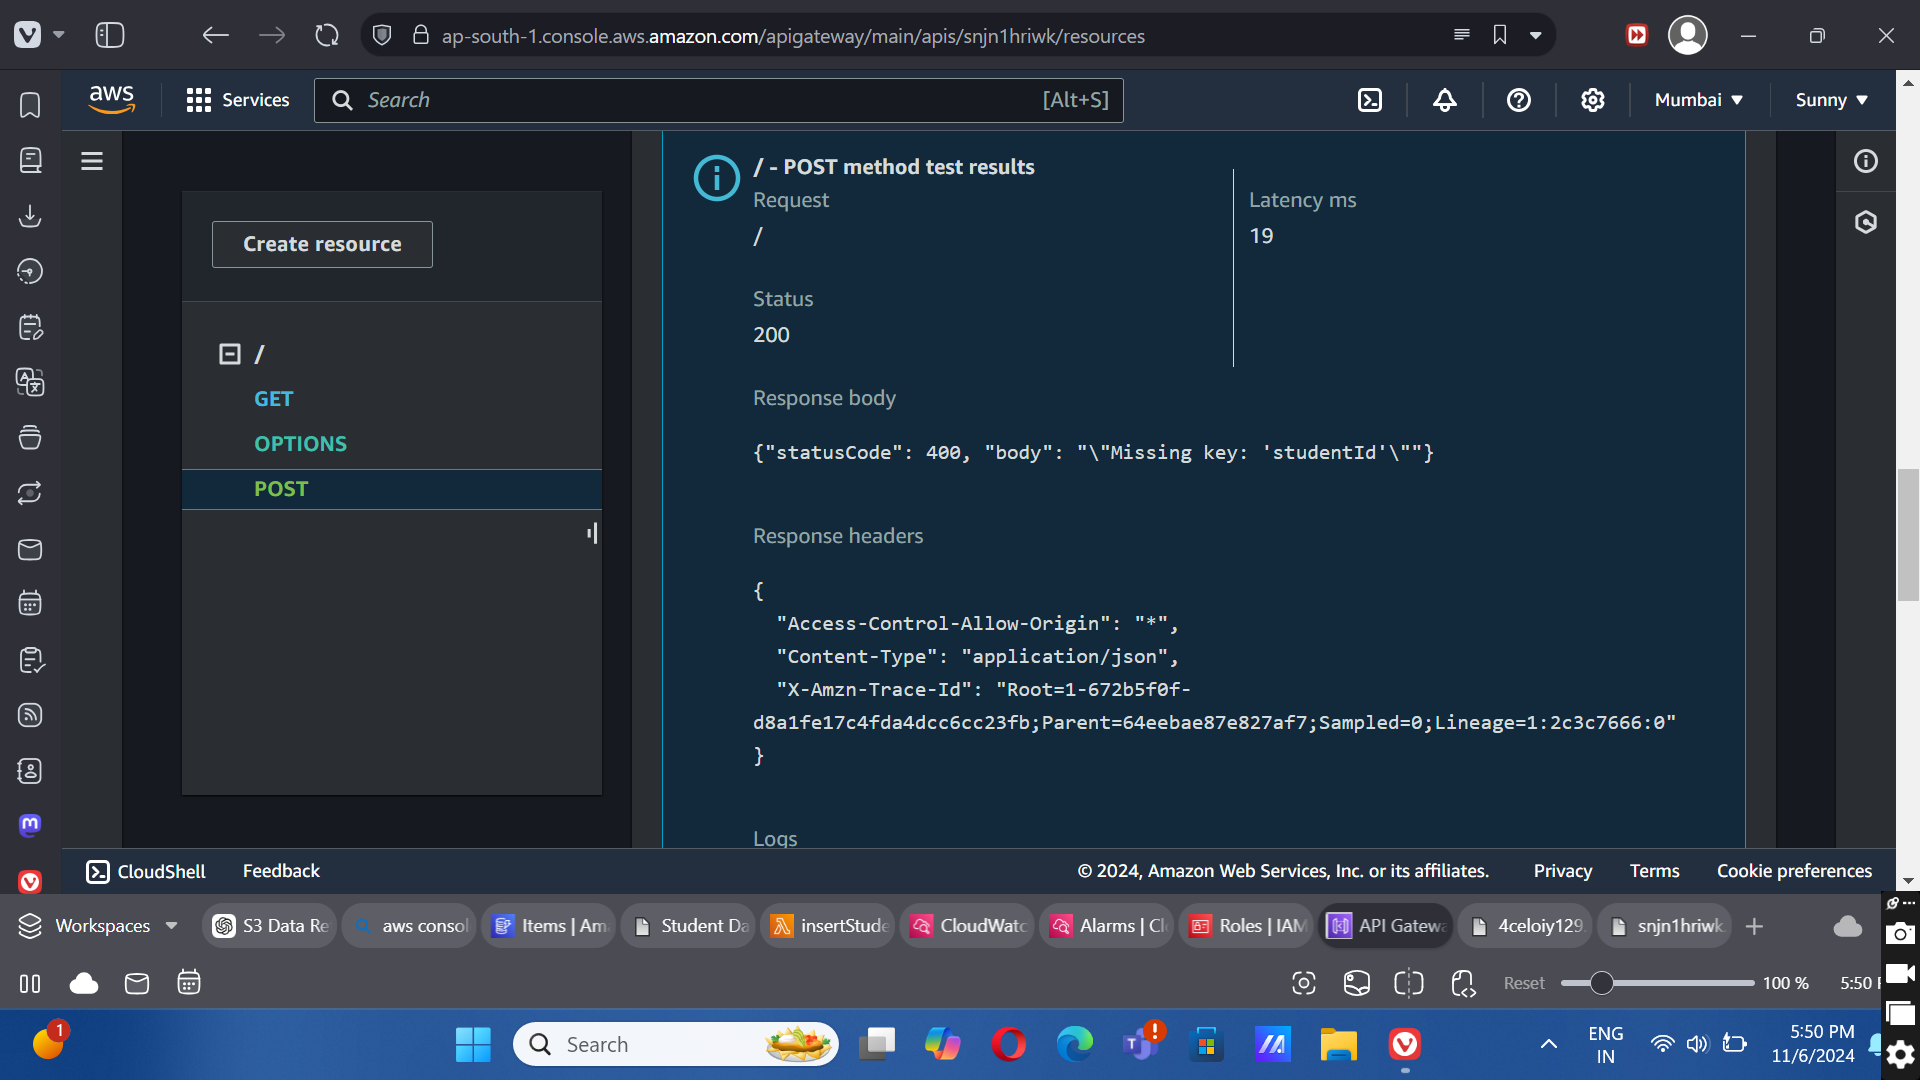 ap-south-1.console.aws.amazon.com/apigateway/main/apis/snjn1hriwk/resources
aws
Services
Search
[Alt+S]
Mumbai
Sunny
/ - POST method test results
Request
/
Latency ms
19
Status
200
Response body
{"statusCode": 400, "body": "\"Missing key: 'studentId'\""}
Response headers
{
"Access-Control-Allow-Origin": "*",
"Content-Type": "application/json",
"X-Amzn-Trace-Id": "Root=1-672b5f0f-
d8a1fe17c4fda4dcc6cc23fb;Parent=64eebae87e827af7;Sampled=0;Lineage=1:2c3c7666:0"
}
Logs
Create resource
/
GET
OPTIONS
POST
CloudShell
Feedback
© 2024, Amazon Web Services, Inc. or its affiliates.
Privacy
Terms
Cookie preferences
Workspaces
S3 Data Re
aws consol
Items | Am
Student Da
insertStude
CloudWatc
Alarms | Cl
Roles | IAM
API Gatewa
4celoiy129
snjn1hriwk
Reset
100 %
5:50
1
Search
ENG
IN
5:50 PM
11/6/2024